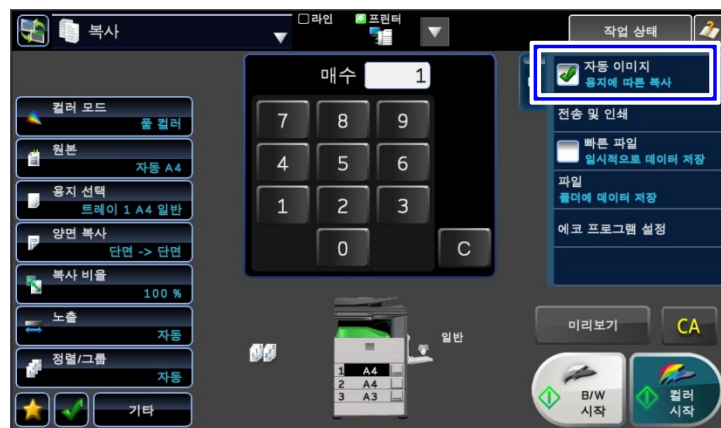 복사
라인
프린터
작업 상태
매수 1
7 8 9
4 5 6
1 2 3
0 C
컬러 모드
풀 컬러
원본
자동 A4
용지 선택
트레이 1 A4 일반
양면 복사
단면 -> 단면
복사 비율
100 %
노출
자동
정렬/그룹
자동
기타
1 A4
2 A4
3 A3
일반
자동 이미지
용지에 따른 복사
전송 및 인쇄
빠른 파일
일시적으로 데이터 저장
파일
폴더에 데이터 저장
에코 프로그램 설정
미리보기
CA
B/W
시작
컬러
시작